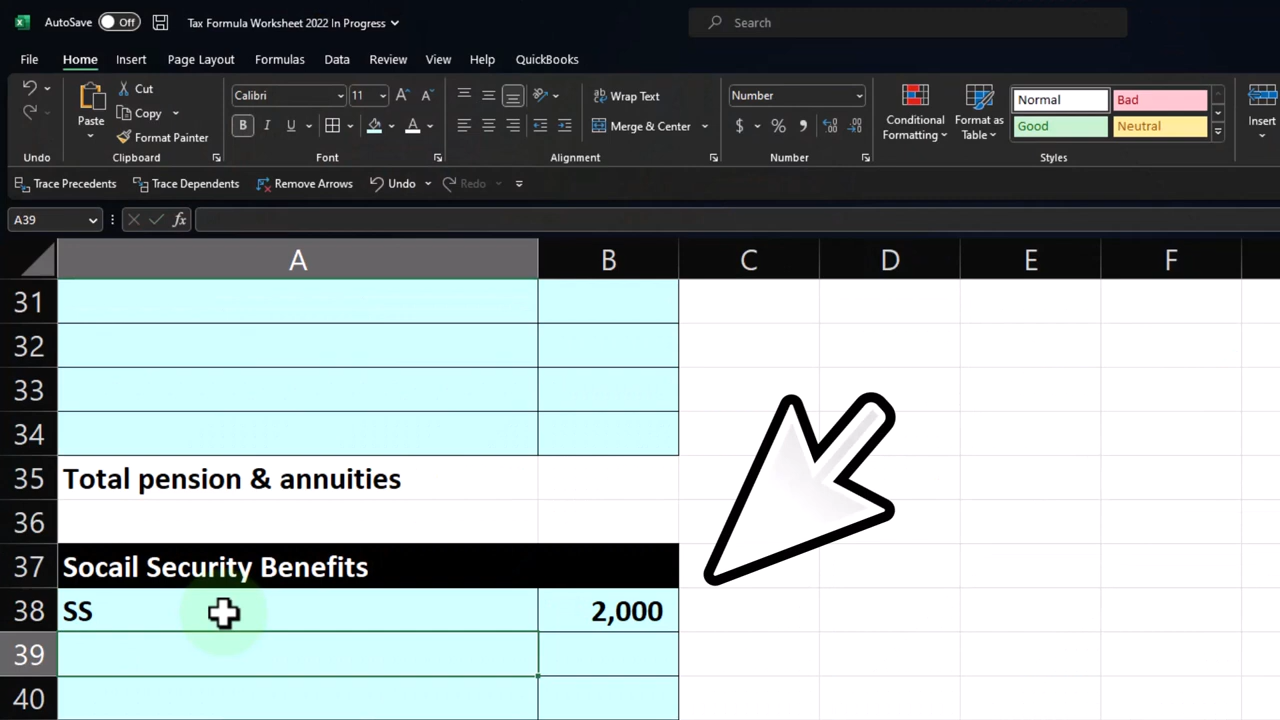 AutoSave Off Tax Formula Worksheet 2022 In Progress Search
File Home Insert Page Layout Formulas Data Review View Help QuickBooks
Cut
Calibri 11 A A Wrap Text Number Normal Bad
Paste Copy B I U A Merge & Center $ % , Conditional Formatting Format as Table Good Neutral Insert
Format Painter
Undo Clipboard Font Alignment Number Styles
Trace Precedents Trace Dependents Remove Arrows Undo Redo
A39 fx
A B C D E F
31
32
33
34
35 Total pension & annuities
36
37 Socail Security Benefits
38 SS 2,000
39
40